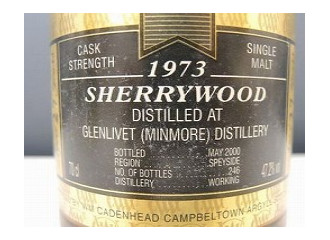 CASK STRENGTH
SINGLE MALT
1973
SHERRYWOOD
DISTILLED AT
GLENLIVET (MINMORE) DISTILLERY
BOTTLED MAY 2000
REGION SPEYSIDE
NO. OF BOTTLES 246
DISTILLERY WORKING
70cl
CADENHEAD CAMPBELTOWN